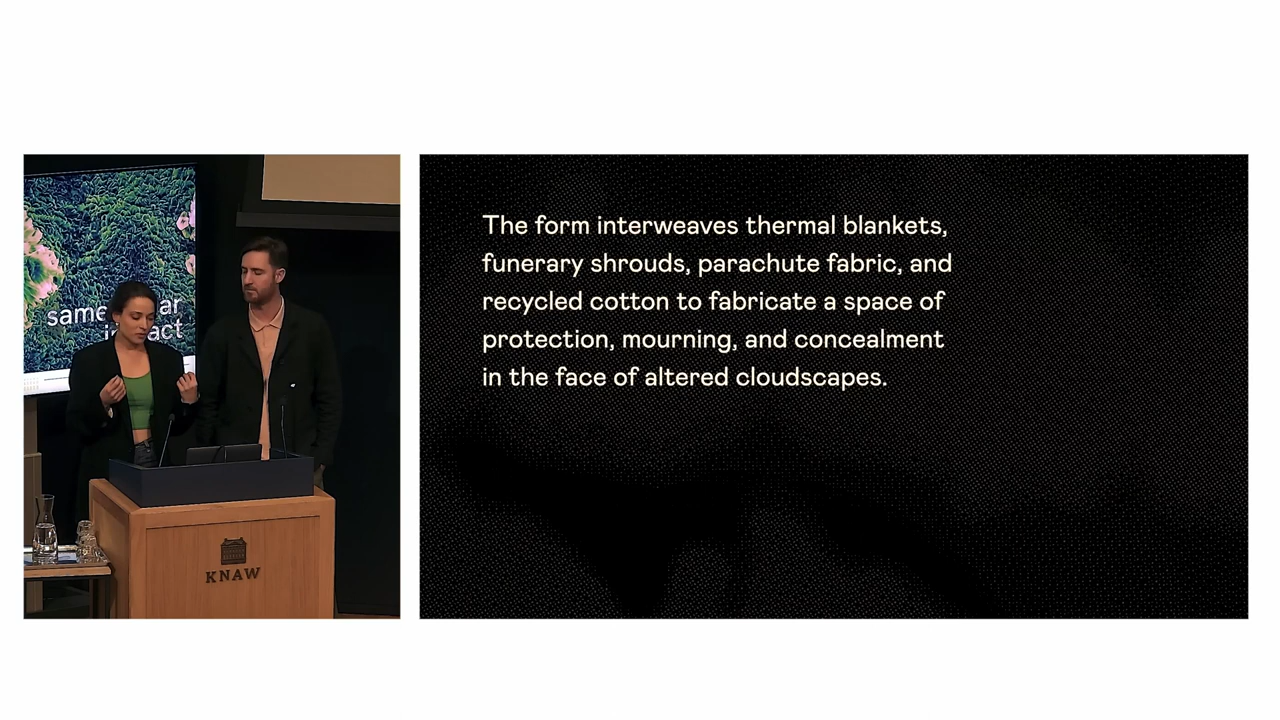 KNAW
The form interweaves thermal blankets,
funerary shrouds, parachute fabric, and
recycled cotton to fabricate a space of
protection, mourning, and concealment
in the face of altered cloudscapes.